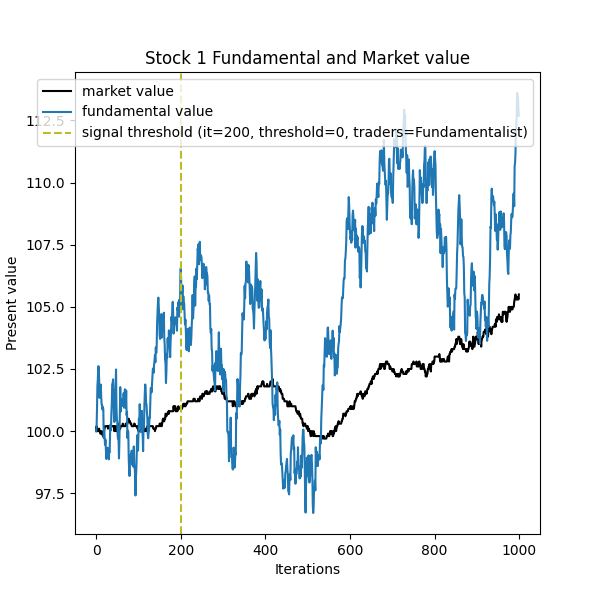 Stock 1 Fundamental and Market value
market value
fundamental value
signal threshold (it=200, threshold=0, traders=Fundamentalist)
112.5
110.0
107.5
105.0
102.5
100.0
97.5
Present value
0 200 400 600 800 1000
Iterations